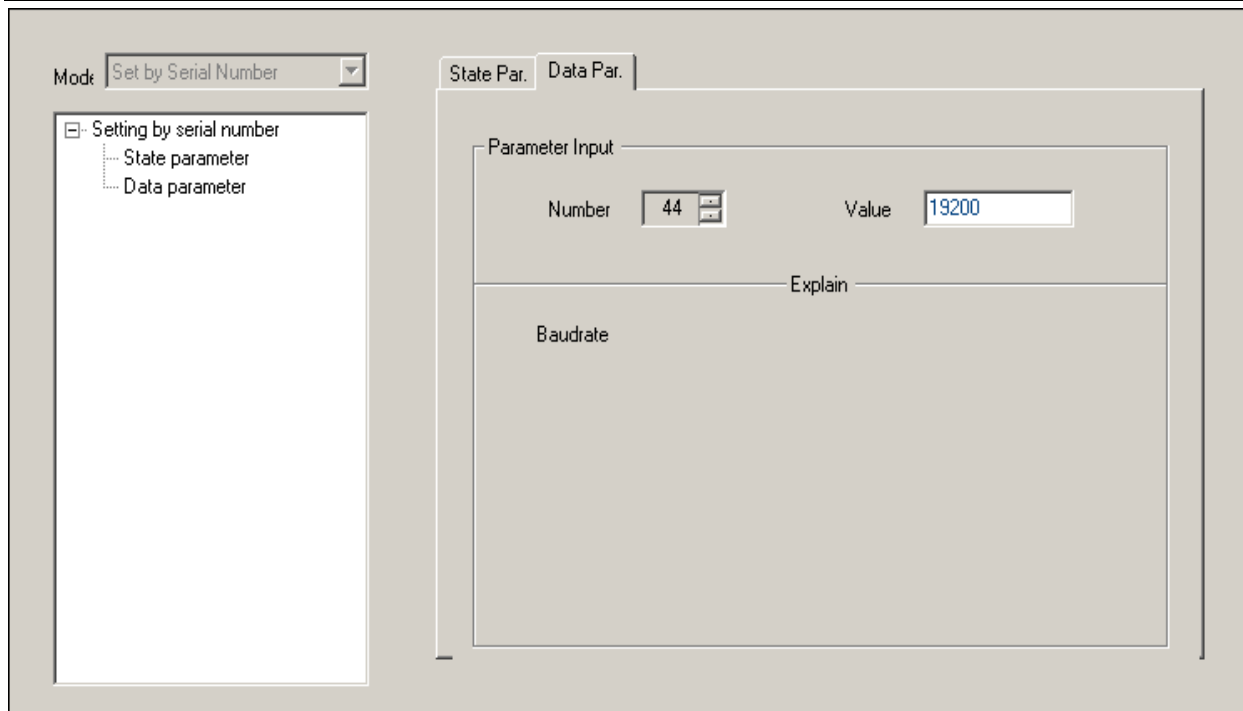 Mode Set by Serial Number
Setting by serial number
State parameter
Data parameter
State Par. Data Par.
Parameter Input
Number 44 Value 19200
Explain
Baudrate